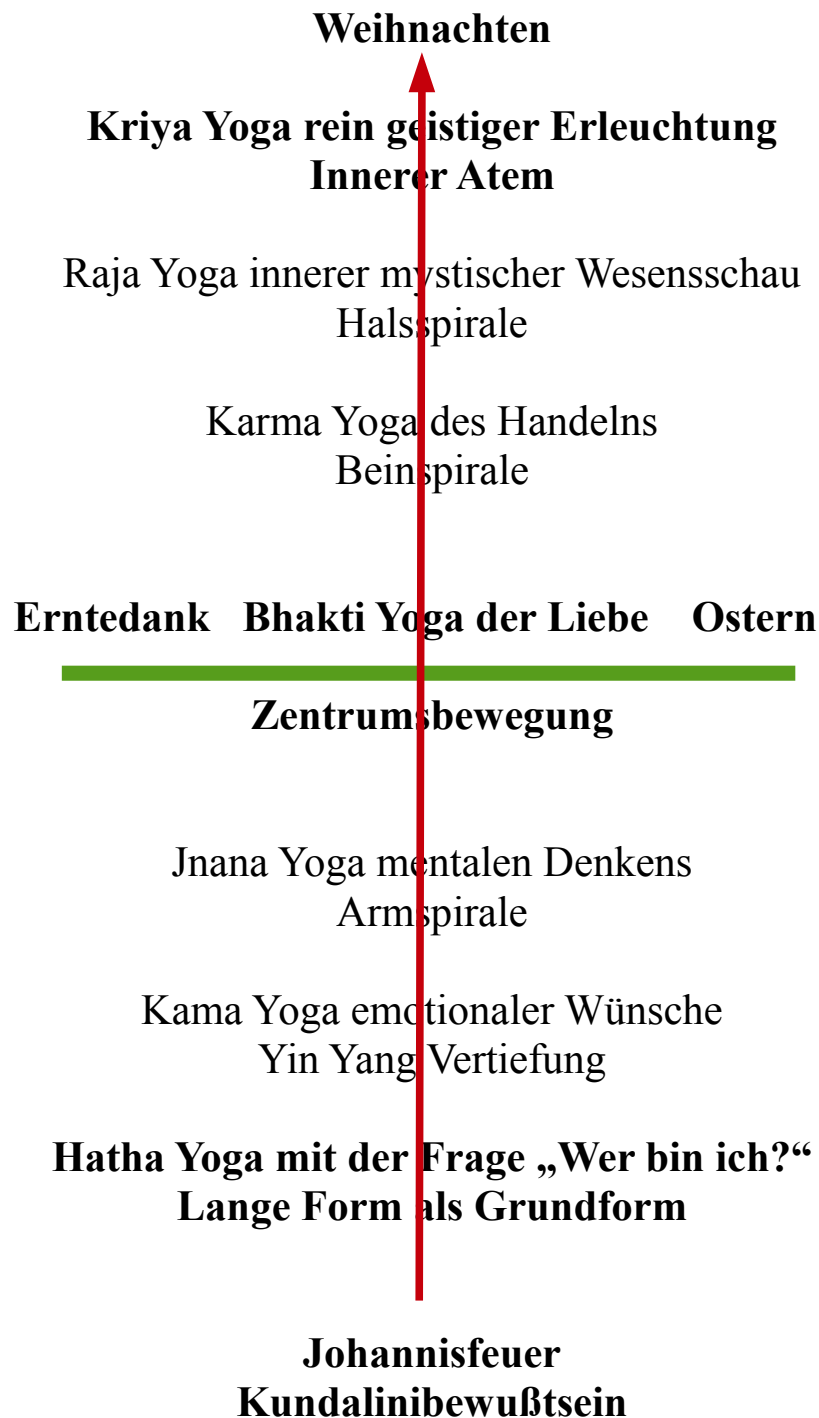 Weihnachten
Kriya Yoga rein geistiger Erleuchtung
Innerer Atem
Raja Yoga innerer mystischer Wesensschau
Halsspirale
Karma Yoga des Handelns
Beinspirale
Erntedank Bhakti Yoga der Liebe Ostern
Zentrumsbewegung
Jnana Yoga mentalen Denkens
Armspirale
Kama Yoga emotionaler Wünsche
Yin Yang Vertiefung
Hatha Yoga mit der Frage „Wer bin ich?“
Lange Form als Grundform
Johannisfeuer
Kundalinibewußtsein